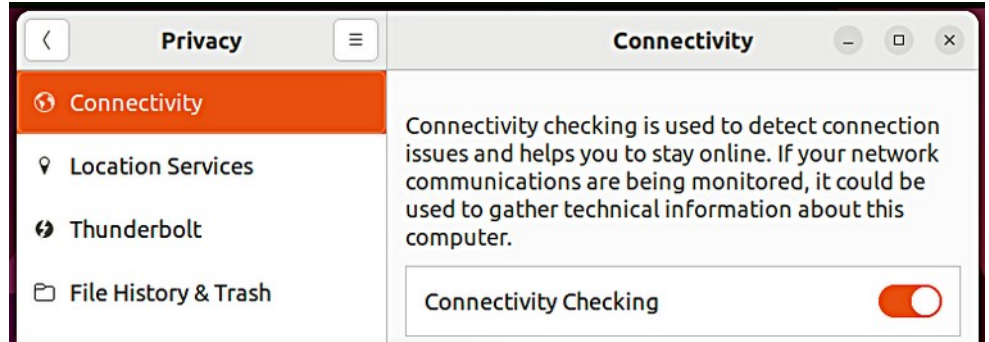 Privacy
Connectivity
Connectivity
Location Services
Thunderbolt
File History & Trash
Connectivity checking is used to detect connection
issues and helps you to stay online. If your network
communications are being monitored, it could be
used to gather technical information about this
computer.
Connectivity Checking